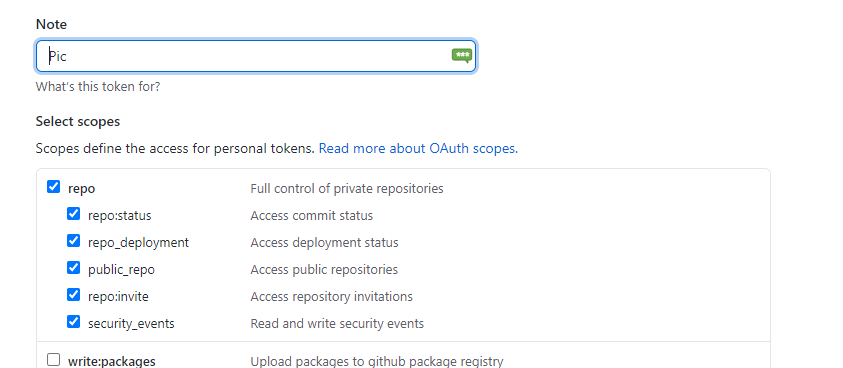 Note
Pic
What's this token for?
Select scopes
Scopes define the access for personal tokens. Read more about OAuth scopes.
repo Full control of private repositories
repo:status Access commit status
repo_deployment Access deployment status
public_repo Access public repositories
repo:invite Access repository invitations
security_events Read and write security events
write:packages Upload packages to github package registry